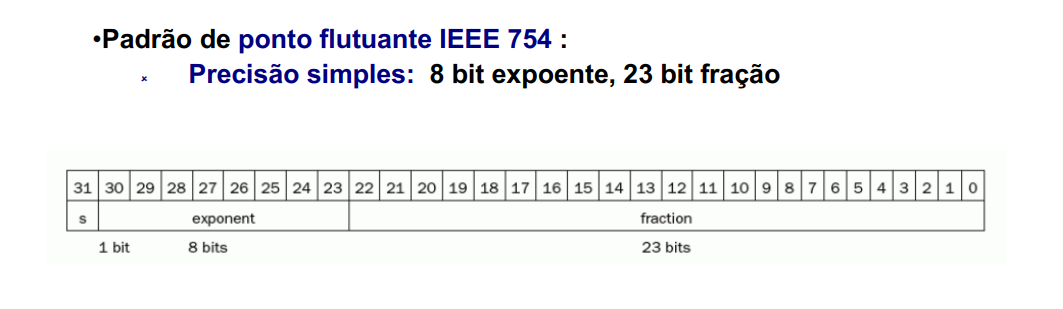 •Padrão de ponto flutuante IEEE 754 :
× Precisão simples: 8 bit expoente, 23 bit fração
31 30 29 28 27 26 25 24 23 22 21 20 19 18 17 16 15 14 13 12 11 10 9 8 7 6 5 4 3 2 1 0
s exponent fraction
1 bit 8 bits 23 bits